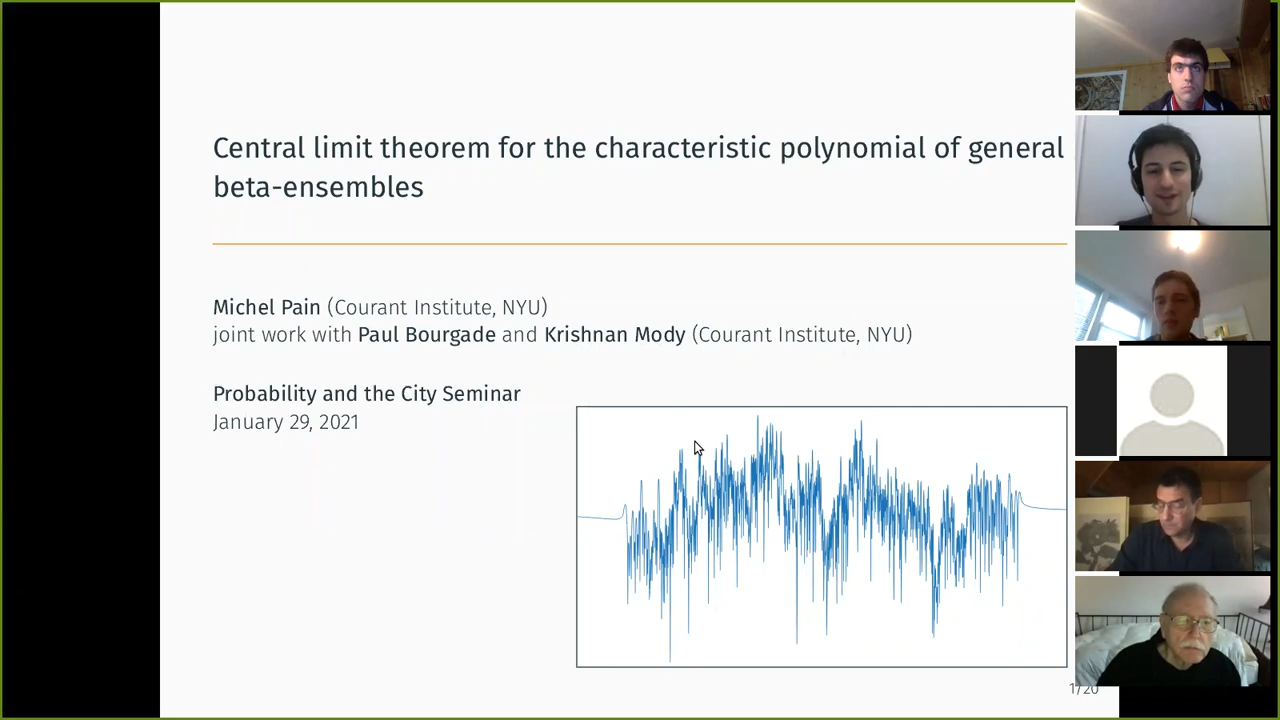 Central limit theorem for the characteristic polynomial of general
beta-ensembles
Michel Pain (Courant Institute, NYU)
joint work with Paul Bourgade and Krishnan Mody (Courant Institute, NYU)
Probability and the City Seminar
January 29, 2021
1/20